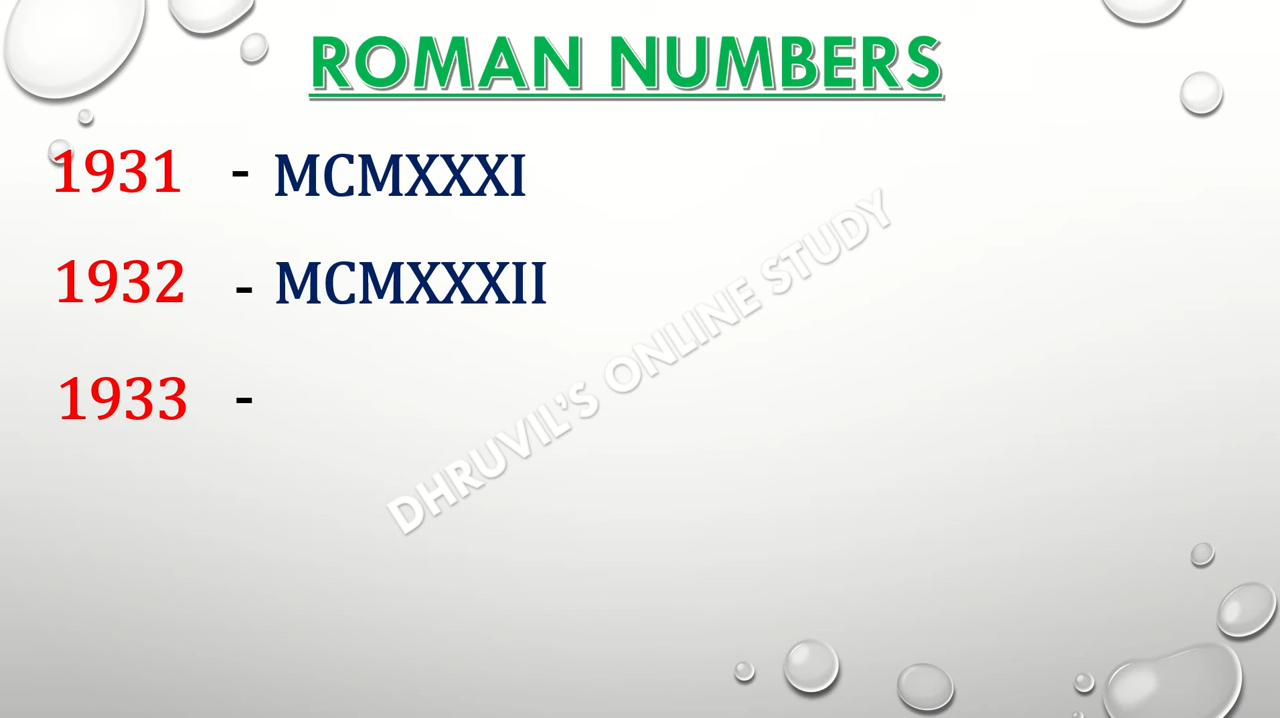 ROMAN NUMBERS
1931 - MCMXXXI
1932 - MCMXXXII
1933 -
DHRUVIL'S ONLINE STUDY